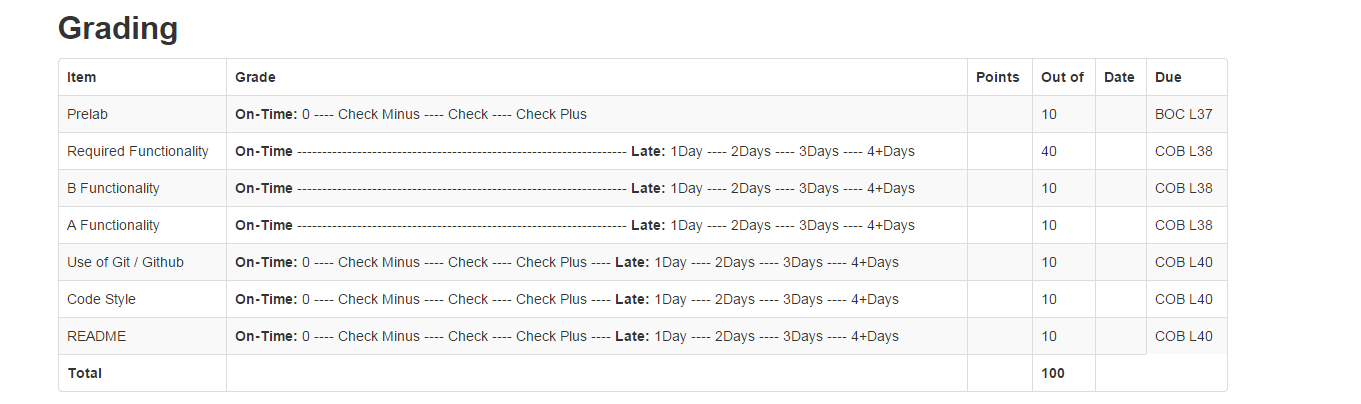 Grading
Item Grade Points Out of Date Due
Prelab On-Time: 0 ---- Check Minus ---- Check ---- Check Plus 10 BOC L37
Required Functionality On-Time ------------------------------------------------------------------ Late: 1Day ---- 2Days ---- 3Days ---- 4+Days 40 COB L38
B Functionality On-Time ------------------------------------------------------------------ Late: 1Day ---- 2Days ---- 3Days ---- 4+Days 10 COB L38
A Functionality On-Time ------------------------------------------------------------------ Late: 1Day ---- 2Days ---- 3Days ---- 4+Days 10 COB L38
Use of Git / Github On-Time: 0 ---- Check Minus ---- Check ---- Check Plus ---- Late: 1Day ---- 2Days ---- 3Days ---- 4+Days 10 COB L40
Code Style On-Time: 0 ---- Check Minus ---- Check ---- Check Plus ---- Late: 1Day ---- 2Days ---- 3Days ---- 4+Days 10 COB L40
README On-Time: 0 ---- Check Minus ---- Check ---- Check Plus ---- Late: 1Day ---- 2Days ---- 3Days ---- 4+Days 10 COB L40
Total 100